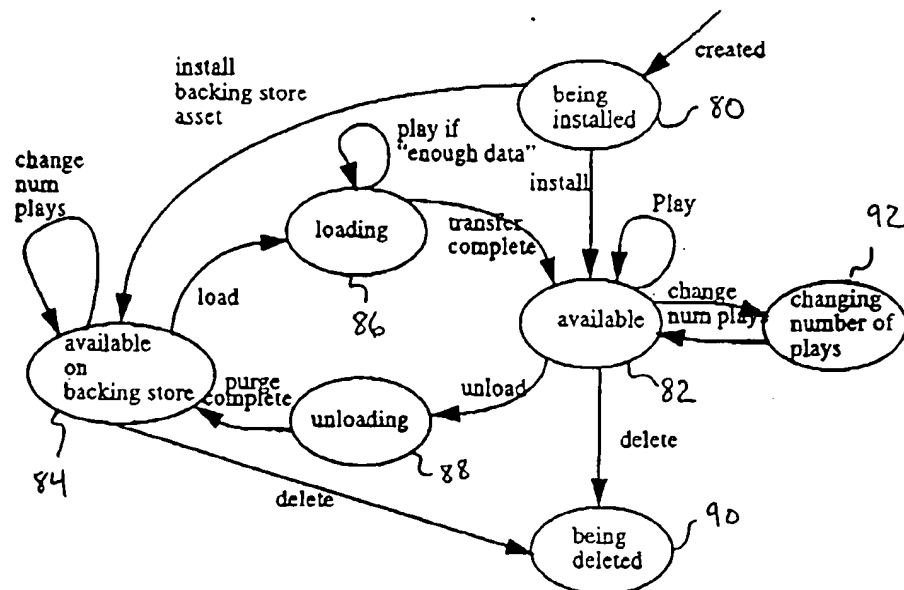 created
install
backing store
asset
being
installed
80
play if
"enough data"
change
num
plays
install
Play
92
loading
transfer
complete
load
86
available
change
num plays
changing
number of
plays
available
on
backing store
purge
complete
unloading
unload
82
88
delete
84
delete
90
being
deleted